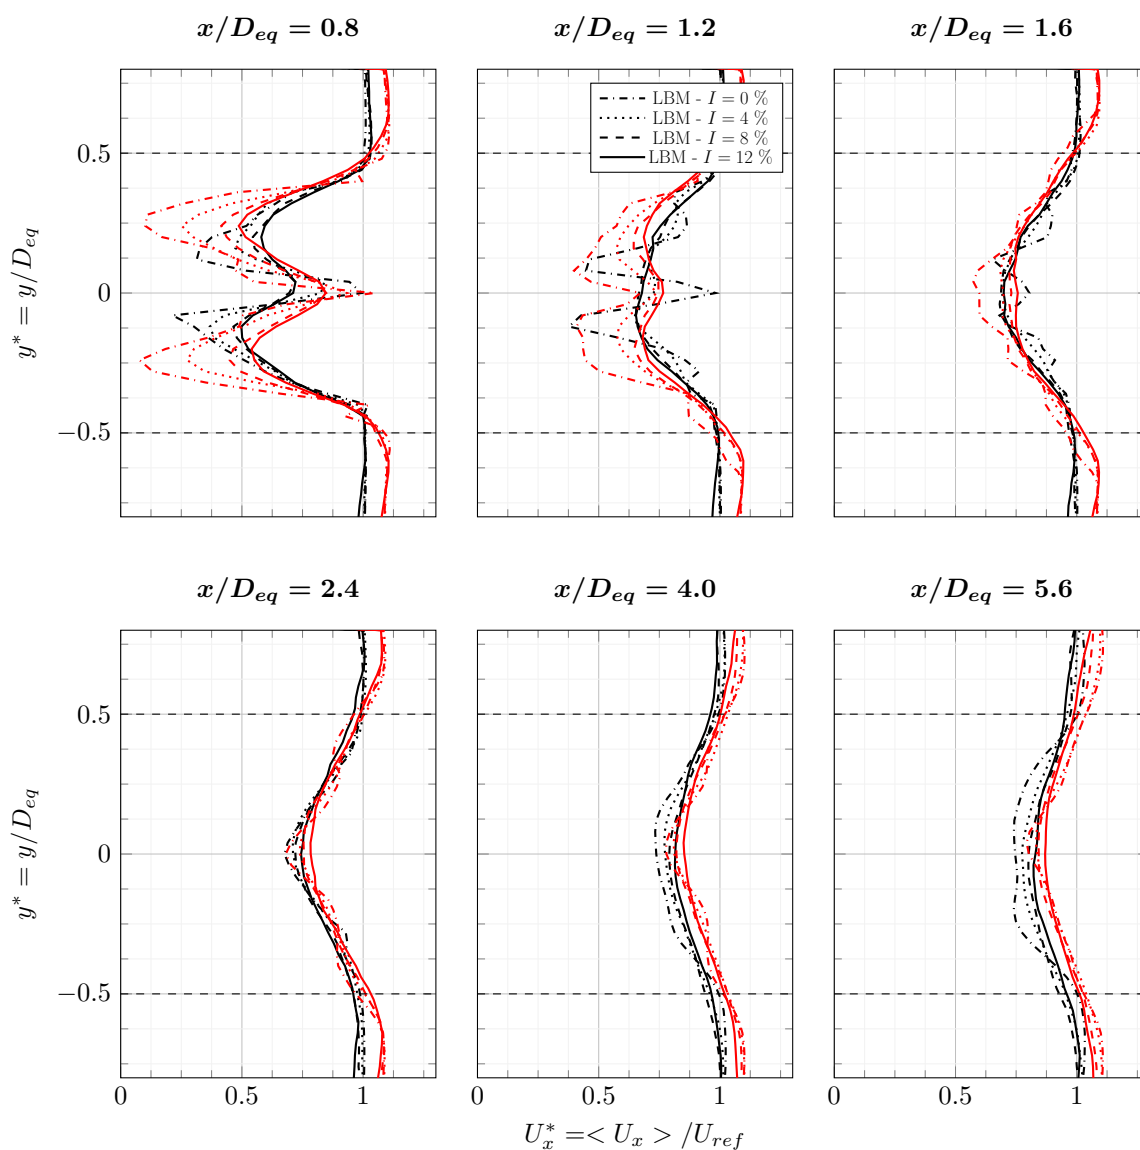 x/D_eq = 0.8
x/D_eq = 1.2
x/D_eq = 1.6
LBM - I = 0 %
LBM - I = 4 %
LBM - I = 8 %
LBM - I = 12 %
0.5
0
−0.5
y* = y/D_eq
x/D_eq = 2.4
x/D_eq = 4.0
x/D_eq = 5.6
0.5
0
−0.5
y* = y/D_eq
0 0.5 1
0 0.5 1
0 0.5 1
U*_x =< U_x > /U_ref